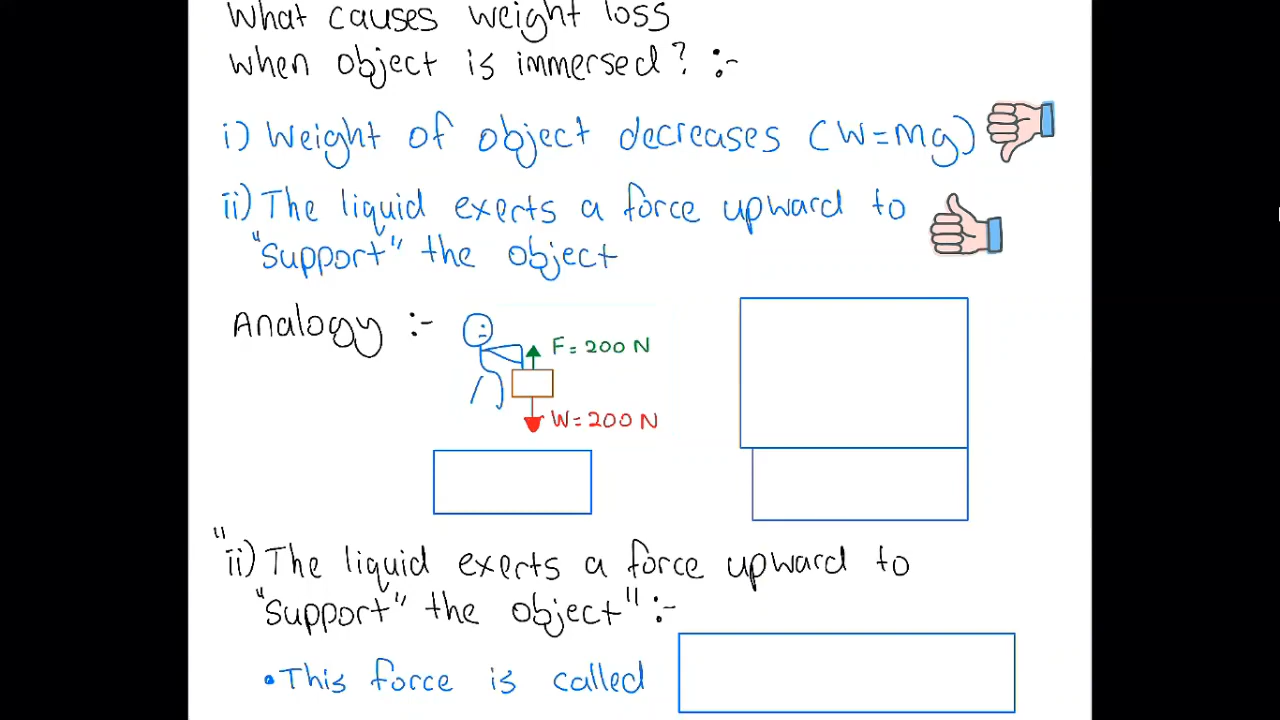 What causes weight loss
when object is immersed? :-
i) Weight of object decreases (W=mg)
ii) The liquid exerts a force upward to
"support" the object
Analogy :-
F = 200 N
W = 200 N
"ii) The liquid exerts a force upward to
"support" the object" :-
• This force is called